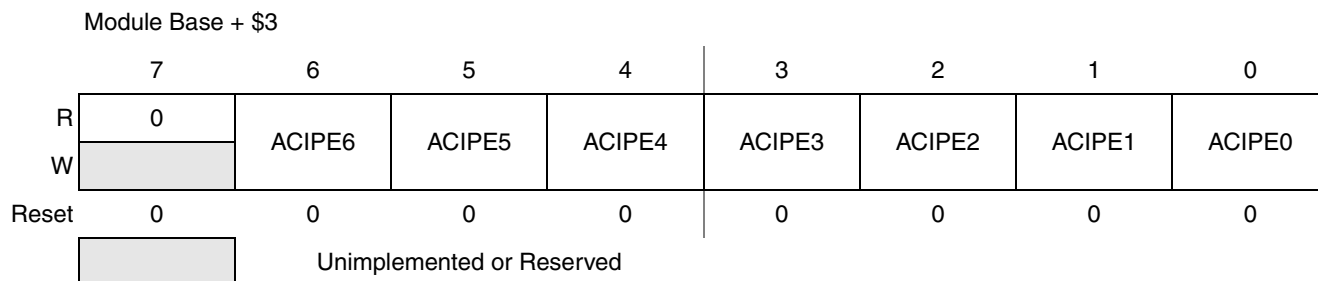 Module Base + $3
7 6 5 4 3 2 1 0
R 0 ACIPE6 ACIPE5 ACIPE4 ACIPE3 ACIPE2 ACIPE1 ACIPE0
W
Reset 0 0 0 0 0 0 0 0
Unimplemented or Reserved